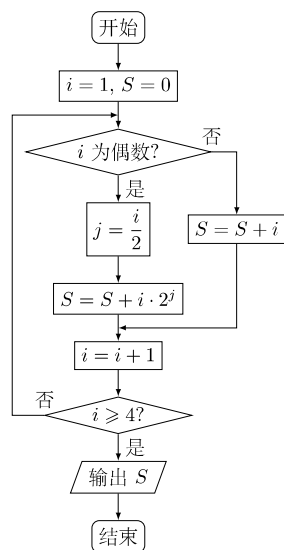 开始
i = 1, S = 0
i 为偶数?
否
是
j = i/2
S = S + i
S = S + i · 2^j
i = i + 1
否
i ⩾ 4?
是
输出 S
结束